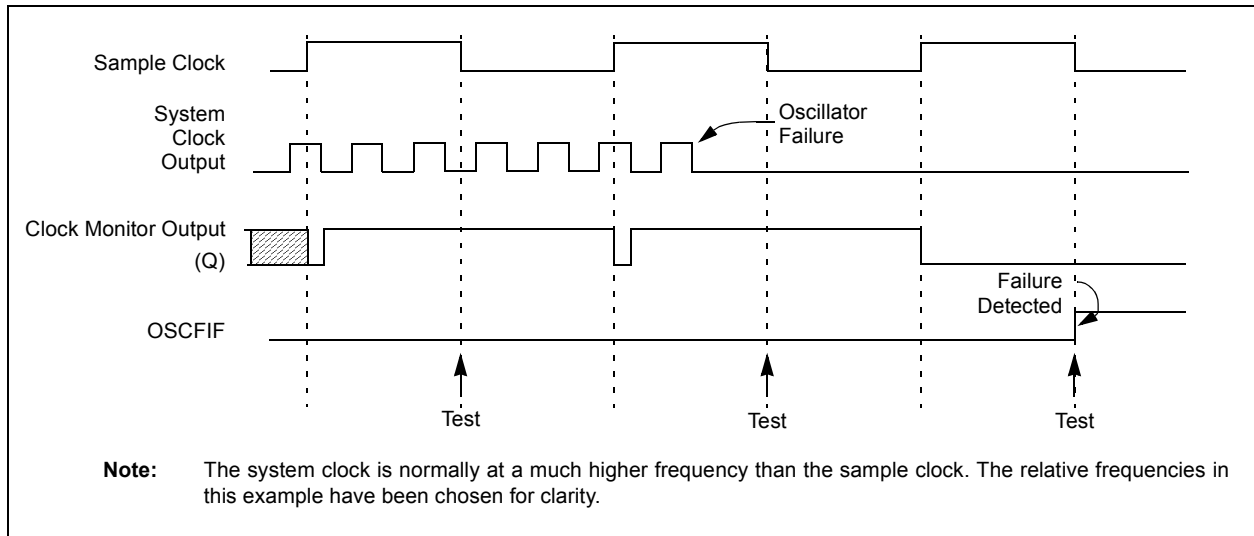 Sample Clock
System
Clock
Output
Oscillator
Failure
Clock Monitor Output
(Q)
Failure
Detected
OSCFIF
Test
Test
Test
Note: The system clock is normally at a much higher frequency than the sample clock. The relative frequencies in
this example have been chosen for clarity.